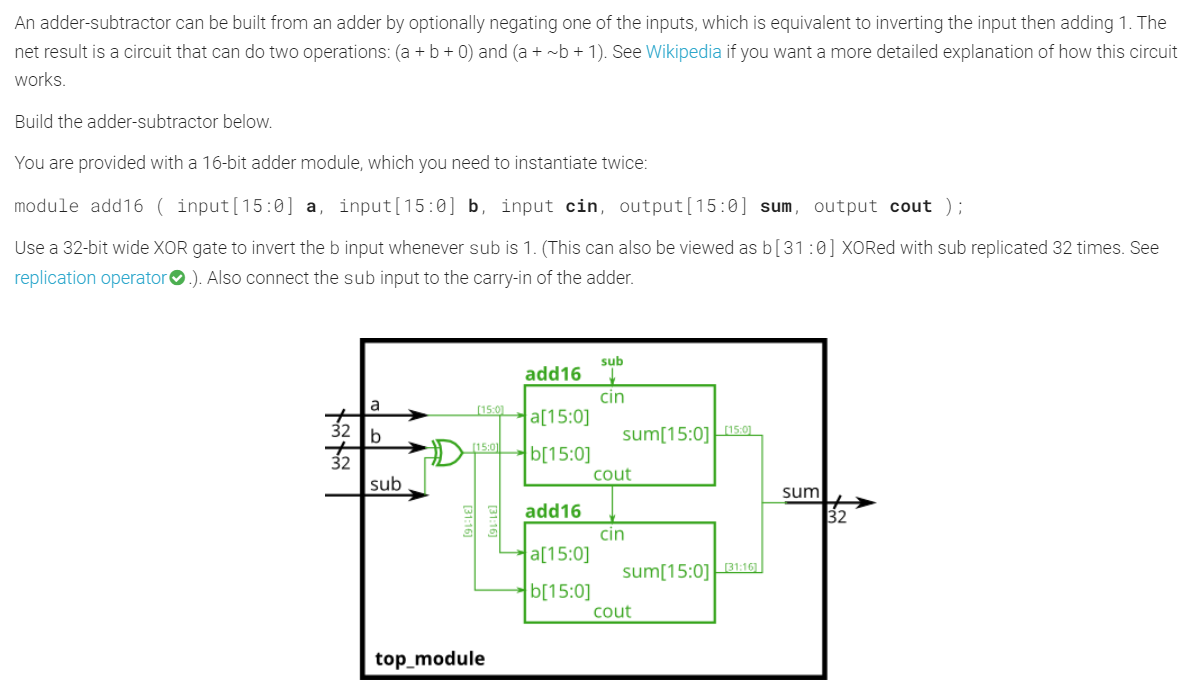 An adder-subtractor can be built from an adder by optionally negating one of the inputs, which is equivalent to inverting the input then adding 1. The
net result is a circuit that can do two operations: (a + b + 0) and (a + ~b + 1). See Wikipedia if you want a more detailed explanation of how this circuit
works.
Build the adder-subtractor below.
You are provided with a 16-bit adder module, which you need to instantiate twice:
module add16 ( input[15:0] a, input[15:0] b, input cin, output[15:0] sum, output cout );
Use a 32-bit wide XOR gate to invert the b input whenever sub is 1. (This can also be viewed as b[31:0] XORed with sub replicated 32 times. See
replication operator .). Also connect the sub input to the carry-in of the adder.
sub
add16
cin
a
[15:0]
a[15:0]
32
b
sum[15:0]
[15:0]
[15:0]
b[15:0]
32
cout
sub
sum
32
[31:16]
[31:16]
add16
cin
a[15:0]
sum[15:0]
[31:16]
b[15:0]
cout
top_module